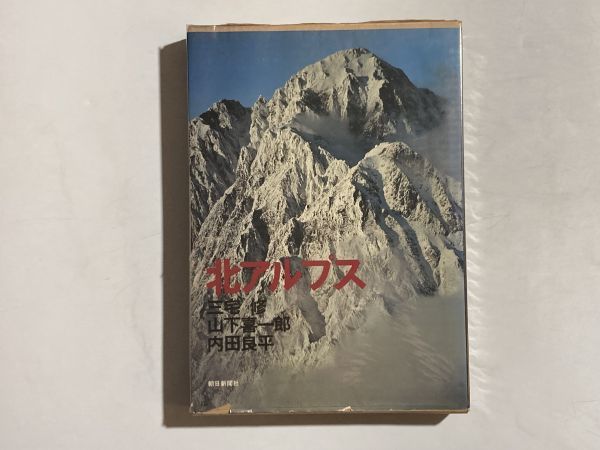 北アルプス
三宅 修
山下喜一郎
内田良平
朝日新聞社